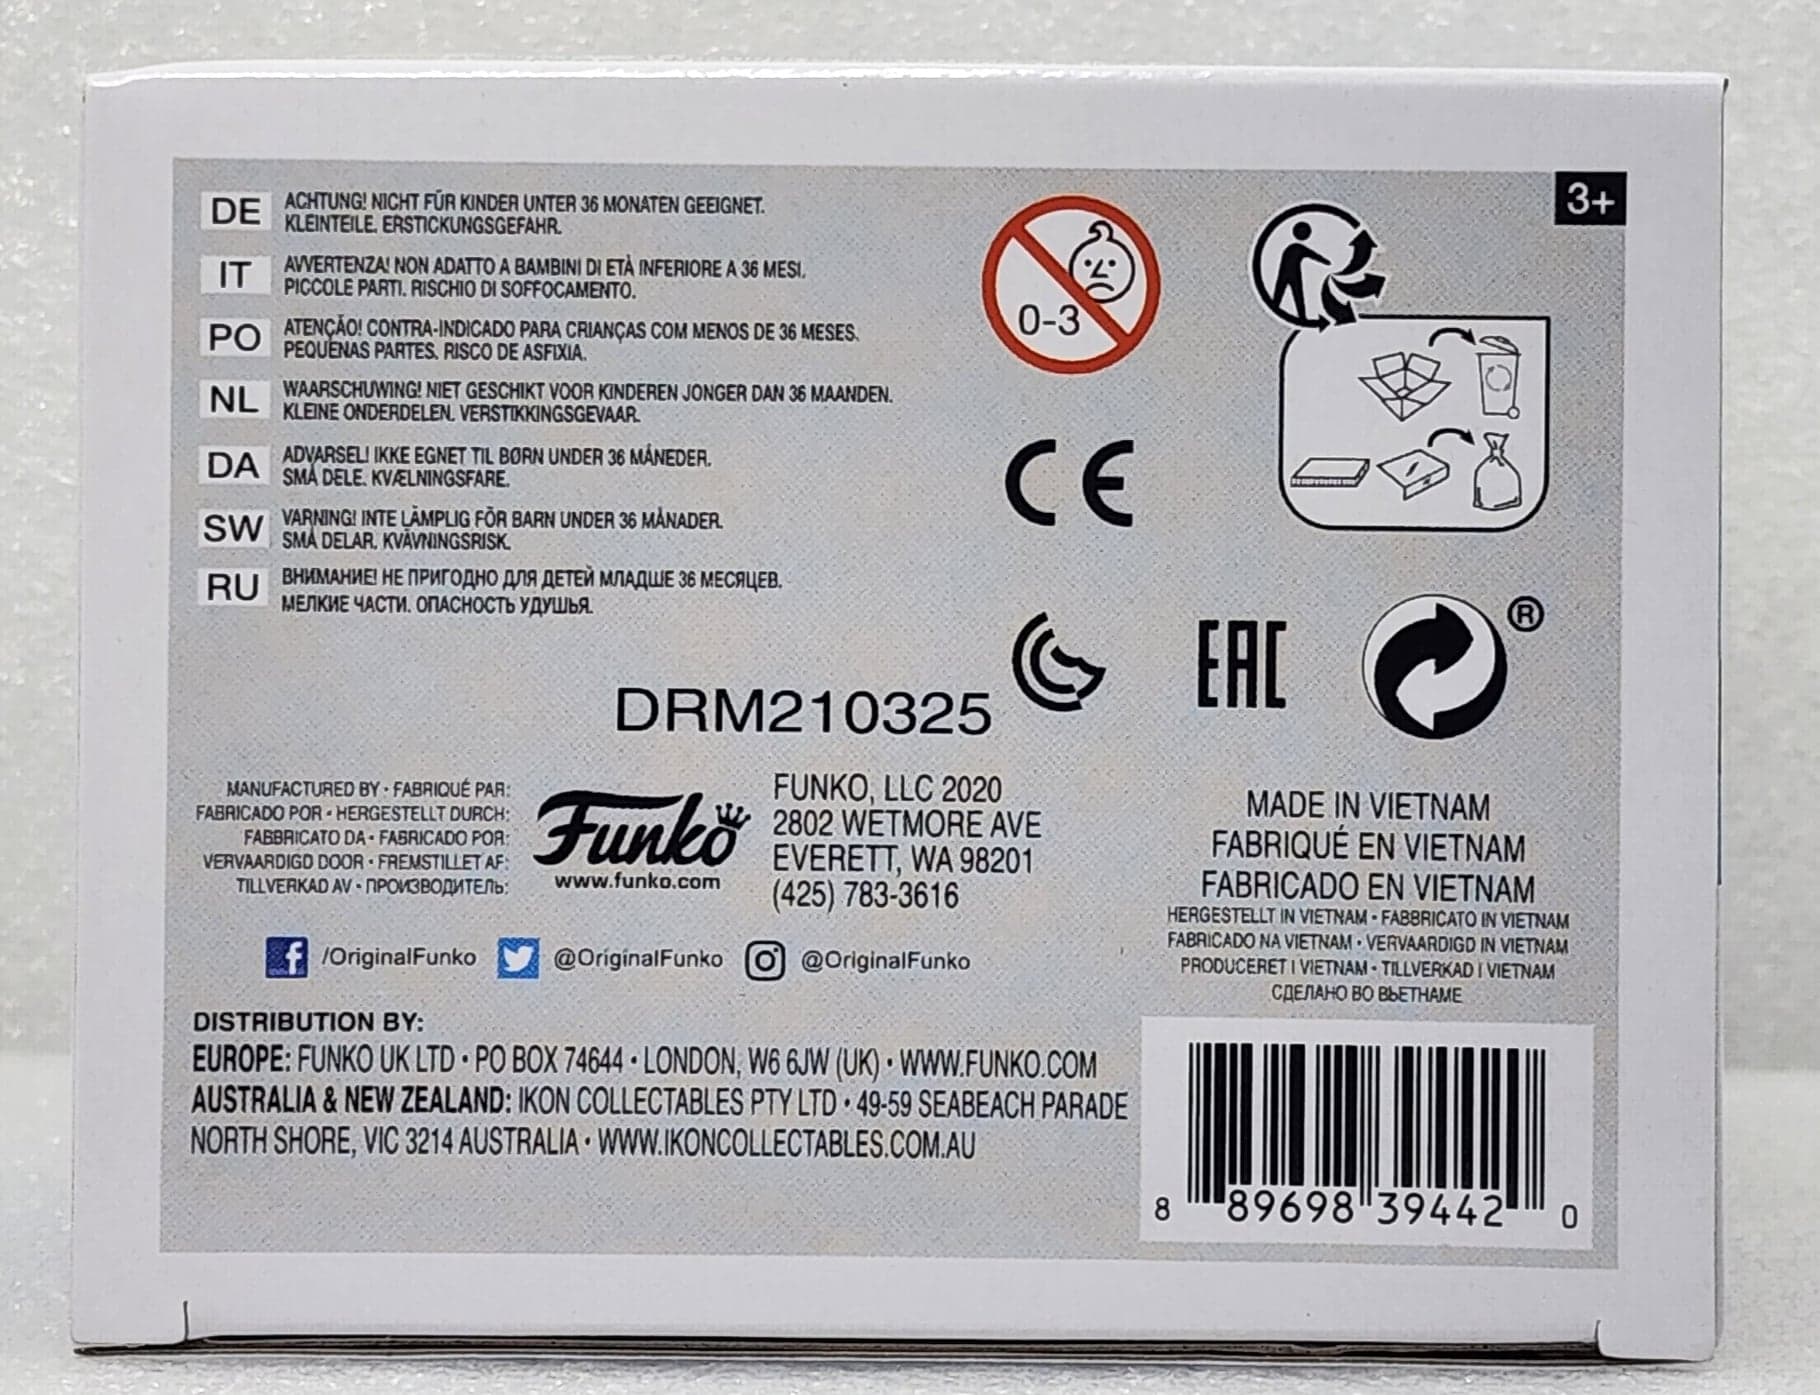 3+
DE ACHTUNG! NICHT FÜR KINDER UNTER 36 MONATEN GEEIGNET.
KLEINTEILE. ERSTICKUNGSGEFAHR.
IT AVVERTENZA! NON ADATTO A BAMBINI DI ETÀ INFERIORE A 36 MESI.
PICCOLE PARTI. RISCHIO DI SOFFOCAMENTO.
PO ATENÇÃO! CONTRA-INDICADO PARA CRIANÇAS COM MENOS DE 36 MESES.
PEQUENAS PARTES. RISCO DE ASFIXIA.
NL WAARSCHUWING! NIET GESCHIKT VOOR KINDEREN JONGER DAN 36 MAANDEN.
KLEINE ONDERDELEN. VERSTIKKINGSGEVAAR.
DA ADVARSEL! IKKE EGNET TIL BØRN UNDER 36 MÅNEDER.
SMÅ DELE. KVÆLNINGSFARE.
SW VARNING! INTE LÄMPLIG FÖR BARN UNDER 36 MÅNADER.
SMÅ DELAR. KVÄVNINGSRISK.
RU ВНИМАНИЕ! НЕ ПРИГОДНО ДЛЯ ДЕТЕЙ МЛАДШЕ 36 МЕСЯЦЕВ.
МЕЛКИЕ ЧАСТИ. ОПАСНОСТЬ УДУШЬЯ.
0-3
CE
EAC
®
DRM210325
MANUFACTURED BY • FABRIQUÉ PAR:
FABRICADO POR • HERGESTELLT DURCH:
FABBRICATO DA • FABRICADO POR:
VERVAARDIGD DOOR • FREMSTILLET AF:
TILLVERKAD AV • ПРОИЗВОДИТЕЛЬ:
Funko
www.funko.com
FUNKO, LLC 2020
2802 WETMORE AVE
EVERETT, WA 98201
(425) 783-3616
/OriginalFunko @OriginalFunko @OriginalFunko
MADE IN VIETNAM
FABRIQUÉ EN VIETNAM
FABRICADO EN VIETNAM
HERGESTELLT IN VIETNAM • FABBRICATO IN VIETNAM
FABRICADO NA VIETNAM • VERVAARDIGD IN VIETNAM
PRODUCERET I VIETNAM • TILLVERKAD I VIETNAM
СДЕЛАНО ВО ВЬЕТНАМЕ
DISTRIBUTION BY:
EUROPE: FUNKO UK LTD • PO BOX 74644 • LONDON, W6 6JW (UK) • WWW.FUNKO.COM
AUSTRALIA & NEW ZEALAND: IKON COLLECTABLES PTY LTD • 49-59 SEABEACH PARADE
NORTH SHORE, VIC 3214 AUSTRALIA • WWW.IKONCOLLECTABLES.COM.AU
8 89698 39442 0